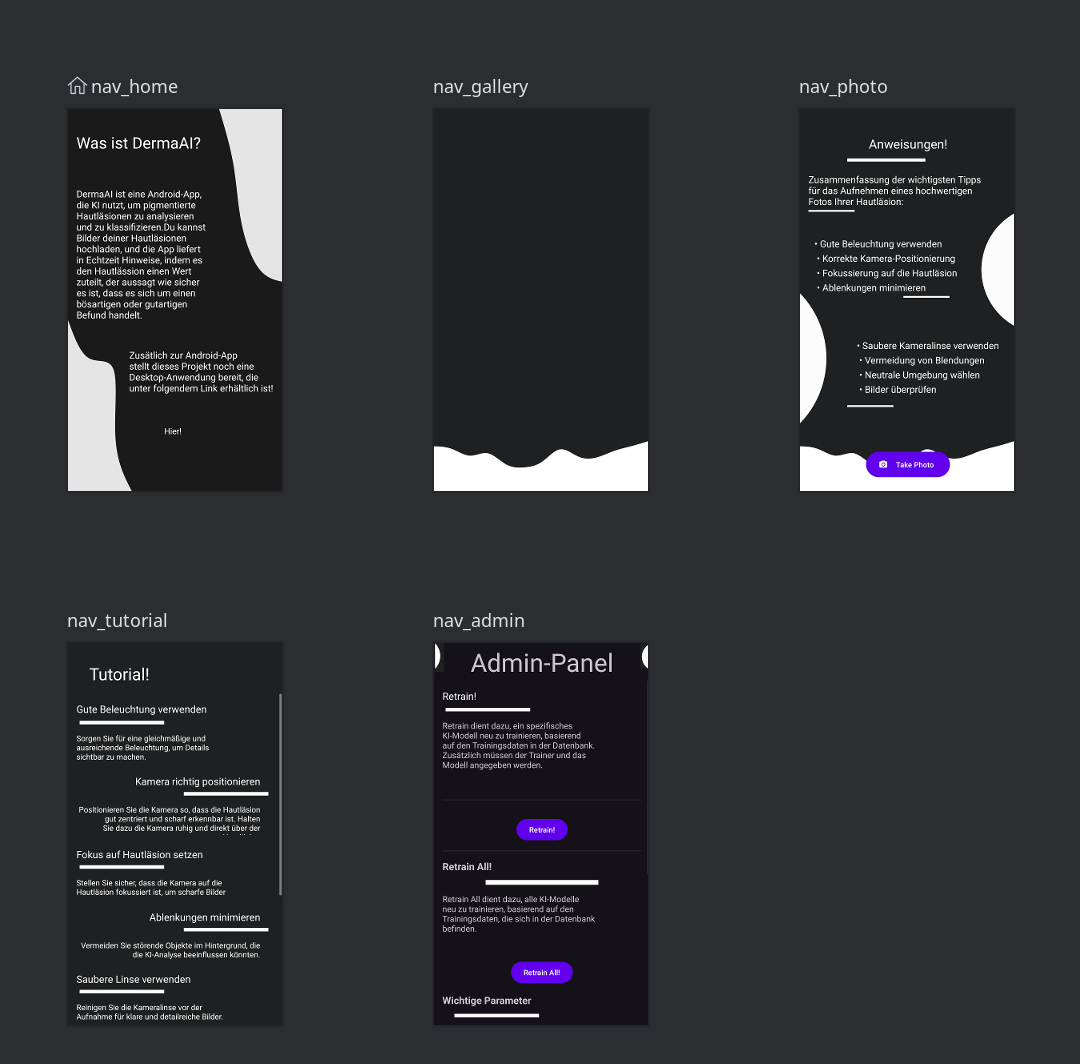 nav_home
Was ist DermaAI?
DermaAI ist eine Android-App,
die KI nutzt, um pigmentierte
Hautläsionen zu analysieren
und zu klassifizieren.Du kannst
Bilder deiner Hautläsionen
hochladen, und die App liefert
in Echtzeit Hinweise, indem es
den Hautlässion einen Wert
zuteilt, der aussagt wie sicher
es ist, dass es sich um einen
bösartigen oder gutartigen
Befund handelt.
Zusätlich zur Android-App
stellt dieses Projekt noch eine
Desktop-Anwendung bereit, die
unter folgendem Link erhältlich ist!
Hier!
nav_gallery
nav_photo
Anweisungen!
Zusammenfassung der wichtigsten Tipps
für das Aufnehmen eines hochwertigen
Fotos Ihrer Hautläsion:
• Gute Beleuchtung verwenden
• Korrekte Kamera-Positionierung
• Fokussierung auf die Hautläsion
• Ablenkungen minimieren
• Saubere Kameralinse verwenden
• Vermeidung von Blendungen
• Neutrale Umgebung wählen
• Bilder überprüfen
Take Photo
nav_tutorial
Tutorial!
Gute Beleuchtung verwenden
Sorgen Sie für eine gleichmäßige und
ausreichende Beleuchtung, um Details
sichtbar zu machen.
Kamera richtig positionieren
Positionieren Sie die Kamera so, dass die Hautläsion
gut zentriert und scharf erkennbar ist. Halten
Sie dazu die Kamera ruhig und direkt über der
Fokus auf Hautläsion setzen
Stellen Sie sicher, dass die Kamera auf die
Hautläsion fokussiert ist, um scharfe Bilder
Ablenkungen minimieren
Vermeiden Sie störende Objekte im Hintergrund, die
die KI-Analyse beeinflussen könnten.
Saubere Linse verwenden
Reinigen Sie die Kameralinse vor der
Aufnahme für klare und detailreiche Bilder.
nav_admin
Admin-Panel
Retrain!
Retrain dient dazu, ein spezifisches
KI-Modell neu zu trainieren, basierend
auf den Trainingsdaten in der Datenbank.
Zusätzlich müssen der Trainer und das
Modell angegeben werden.
Retrain!
Retrain All!
Retrain All dient dazu, alle KI-Modelle
neu zu trainieren, basierend auf den
Trainingsdaten, die sich in der Datenbank
befinden.
Retrain All!
Wichtige Parameter